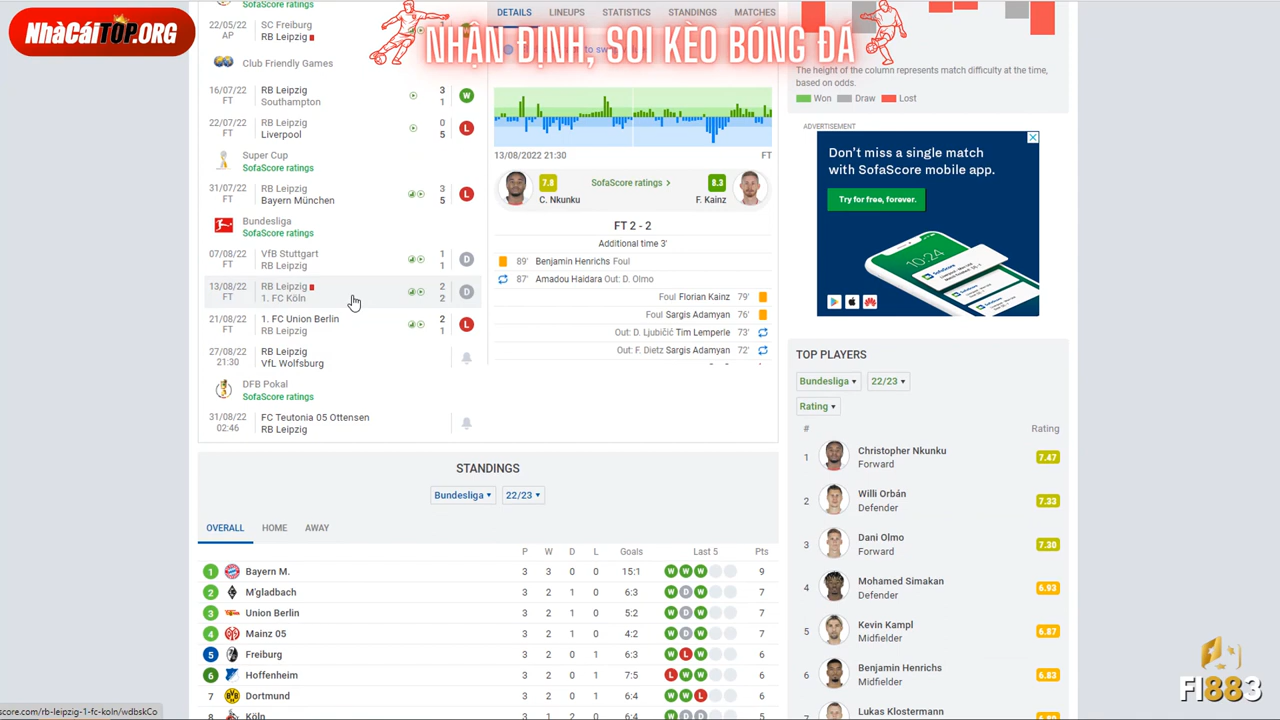 NhàCáiTOP.ORG
NHẬN ĐỊNH, SOI KÈO BÓNG ĐÁ
SofaScore ratings
22/05/22 SC Freiburg
AP RB Leipzig
Club Friendly Games
16/07/22 RB Leipzig 3 W
FT Southampton 1
22/07/22 RB Leipzig 0 L
FT Liverpool 5
Super Cup
SofaScore ratings
31/07/22 RB Leipzig 3 L
FT Bayern München 5
Bundesliga
SofaScore ratings
07/08/22 VfB Stuttgart 1 D
FT RB Leipzig 1
13/08/22 RB Leipzig 2 D
FT 1. FC Köln 2
21/08/22 1. FC Union Berlin 2 L
FT RB Leipzig 1
27/08/22 RB Leipzig
21:30 VfL Wolfsburg
DFB Pokal
SofaScore ratings
31/08/22 FC Teutonia 05 Ottensen
02:46 RB Leipzig
DETAILS LINEUPS STATISTICS STANDINGS MATCHES
13/08/2022 21:30 FT
7.8 SofaScore ratings > 8.3
C. Nkunku F. Kainz
FT 2 - 2
Additional time 3'
89' Benjamin Henrichs Foul
87' Amadou Haidara Out: D. Olmo
Foul Florian Kainz 79'
Foul Sargis Adamyan 76'
Out: D. Ljubičić Tim Lemperle 73'
Out: F. Dietz Sargis Adamyan 72'
STANDINGS
Bundesliga 22/23
OVERALL HOME AWAY
P W D L Goals Last 5 Pts
1 Bayern M. 3 3 0 0 15:1 W W W 9
2 M'gladbach 3 2 1 0 6:3 W D W 7
3 Union Berlin 3 2 1 0 5:2 W D W 7
4 Mainz 05 3 2 1 0 4:2 W D W 7
5 Freiburg 3 2 0 1 6:3 W L W 6
6 Hoffenheim 3 2 0 1 7:5 L W W 6
7 Dortmund 3 2 0 1 6:4 W W L 6
8 Köln 3 1 2 0 6:4 W D D 5
score.com/rb-leipzig-1-fc-koln/wdbskCo
The height of the column represents match difficulty at the time,
based on odds.
Won Draw Lost
ADVERTISEMENT
Don't miss a single match
with SofaScore mobile app.
Try for free, forever.
10:24
TOP PLAYERS
Bundesliga 22/23
Rating
# Rating
1 Christopher Nkunku 7.47
Forward
2 Willi Orbán 7.33
Defender
3 Dani Olmo 7.30
Forward
4 Mohamed Simakan 6.93
Defender
5 Kevin Kampl 6.87
Midfielder
6 Benjamin Henrichs 6.83
Midfielder
7 Lukas Klostermann
FI883